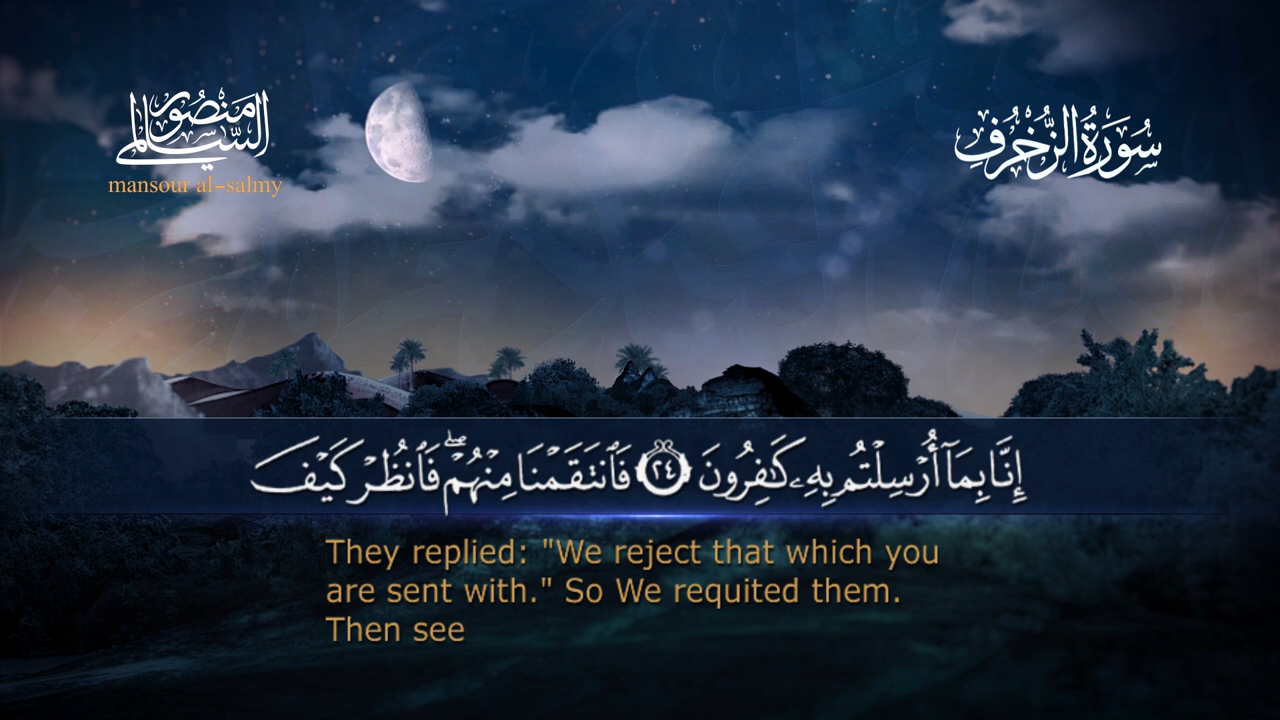 منصور السالمي
mansour al-salmy
سُورَةُ الزُّخْرُفِ
إِنَّا بِمَآ أُرْسِلْتُم بِهِۦ كَٰفِرُونَ ٢٤ فَٱنتَقَمْنَا مِنْهُمْ ۖ فَٱنظُرْ كَيْفَ
They replied: "We reject that which you
are sent with." So We requited them.
Then see